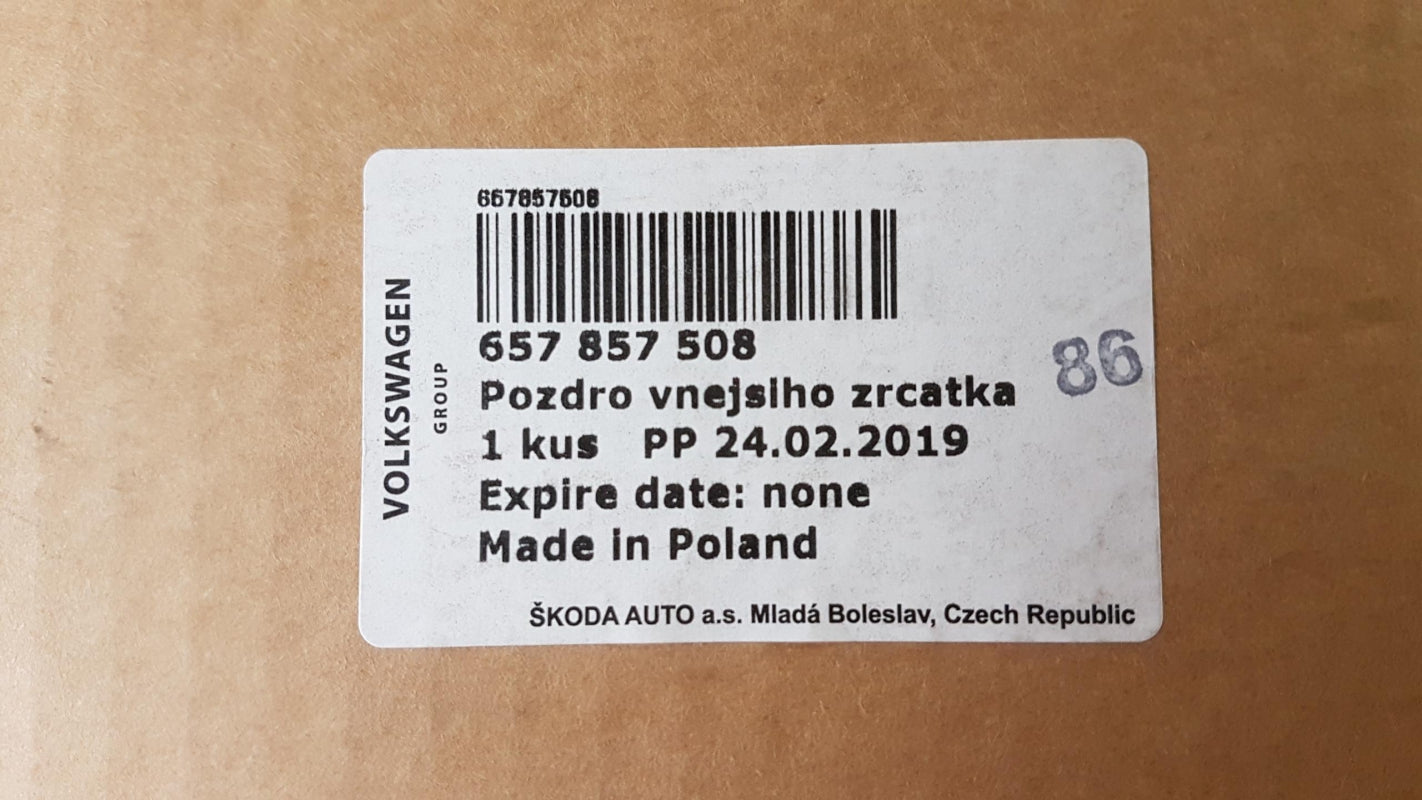 VOLKSWAGEN
GROUP
657857508
657 857 508
Pozdro vnejsiho zrcatka
1 kus PP 24.02.2019
Expire date: none
Made in Poland
86
ŠKODA AUTO a.s. Mladá Boleslav, Czech Republic